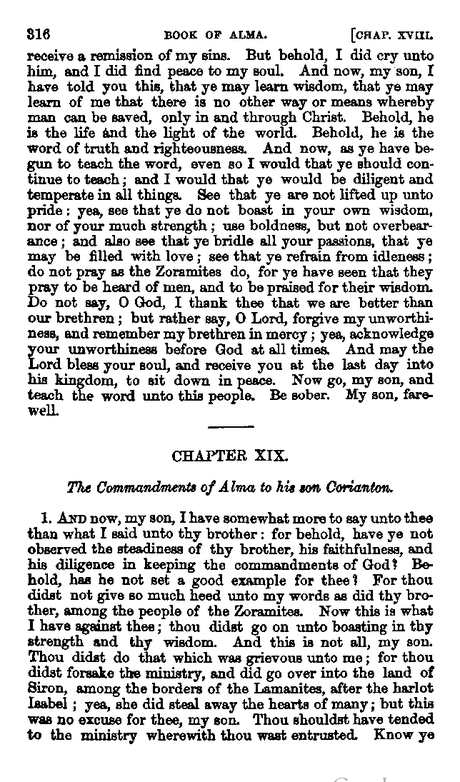 316 BOOK OF ALMA. [CHAP. XVIII.
receive a remission of my sins. But behold, I did cry unto
him, and I did find peace to my soul. And now, my son, I
have told you this, that ye may learn wisdom, that ye may
learn of me that there is no other way or means whereby
man can be saved, only in and through Christ. Behold, he
is the life and the light of the world. Behold, he is the
word of truth and righteousness. And now, as ye have be-
gun to teach the word, even so I would that ye should con-
tinue to teach; and I would that ye would be diligent and
temperate in all things. See that ye are not lifted up unto
pride: yea, see that ye do not boast in your own wisdom,
nor of your much strength; use boldness, but not overbear-
ance; and also see that ye bridle all your passions, that ye
may be filled with love; see that ye refrain from idleness;
do not pray as the Zoramites do, for ye have seen that they
pray to be heard of men, and to be praised for their wisdom.
Do not say, O God, I thank thee that we are better than
our brethren; but rather say, O Lord, forgive my unworthi-
ness, and remember my brethren in mercy; yea, acknowledge
your unworthiness before God at all times. And may the
Lord bless your soul, and receive you at the last day into
his kingdom, to sit down in peace. Now go, my son, and
teach the word unto this people. Be sober. My son, fare-
well.
CHAPTER XIX.
The Commandments of Alma to his son Corianton.
1. AND now, my son, I have somewhat more to say unto thee
than what I said unto thy brother: for behold, have ye not
observed the steadiness of thy brother, his faithfulness, and
his diligence in keeping the commandments of God? Be-
hold, has he not set a good example for thee? For thou
didst not give so much heed unto my words as did thy bro-
ther, among the people of the Zoramites. Now this is what
I have against thee; thou didst go on unto boasting in thy
strength and thy wisdom. And this is not all, my son.
Thou didst do that which was grievous unto me; for thou
didst forsake the ministry, and did go over into the land of
Siron, among the borders of the Lamanites, after the harlot
Isabel; yea, she did steal away the hearts of many; but this
was no excuse for thee, my son. Thou shouldst have tended
to the ministry wherewith thou wast entrusted. Know ye